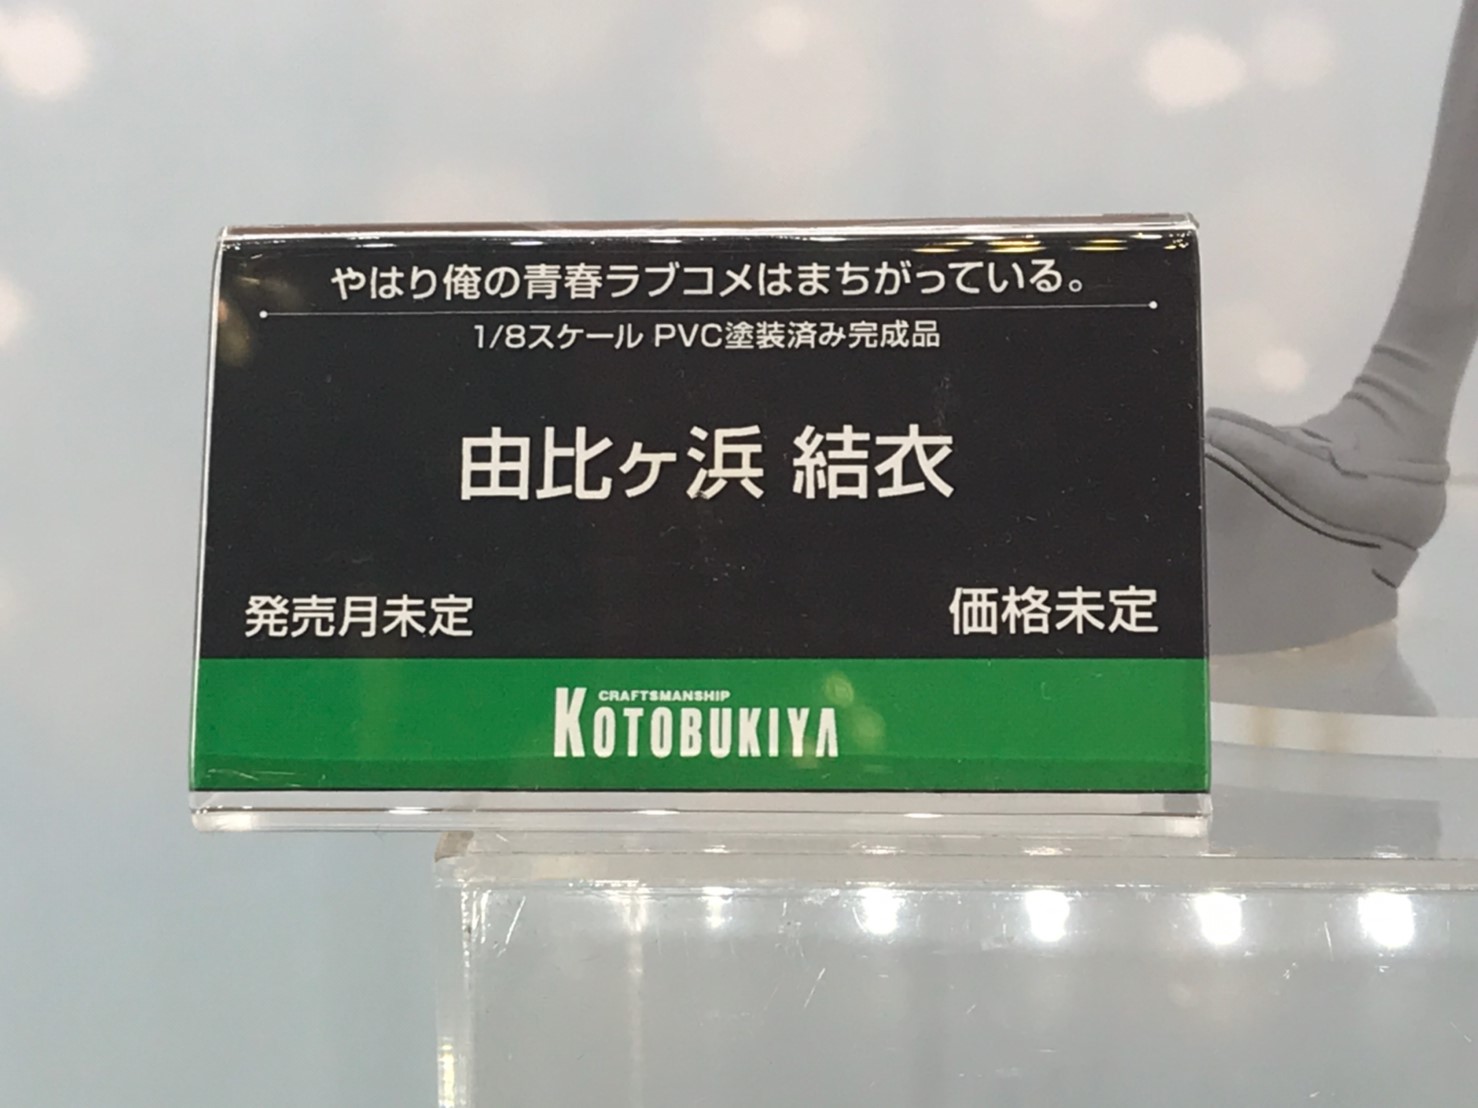 やはり俺の青春ラブコメはまちがっている。
1/8スケール PVC塗装済み完成品
由比ヶ浜 結衣
発売月未定
価格未定
CRAFTSMANSHIP
KOTOBUKIYA